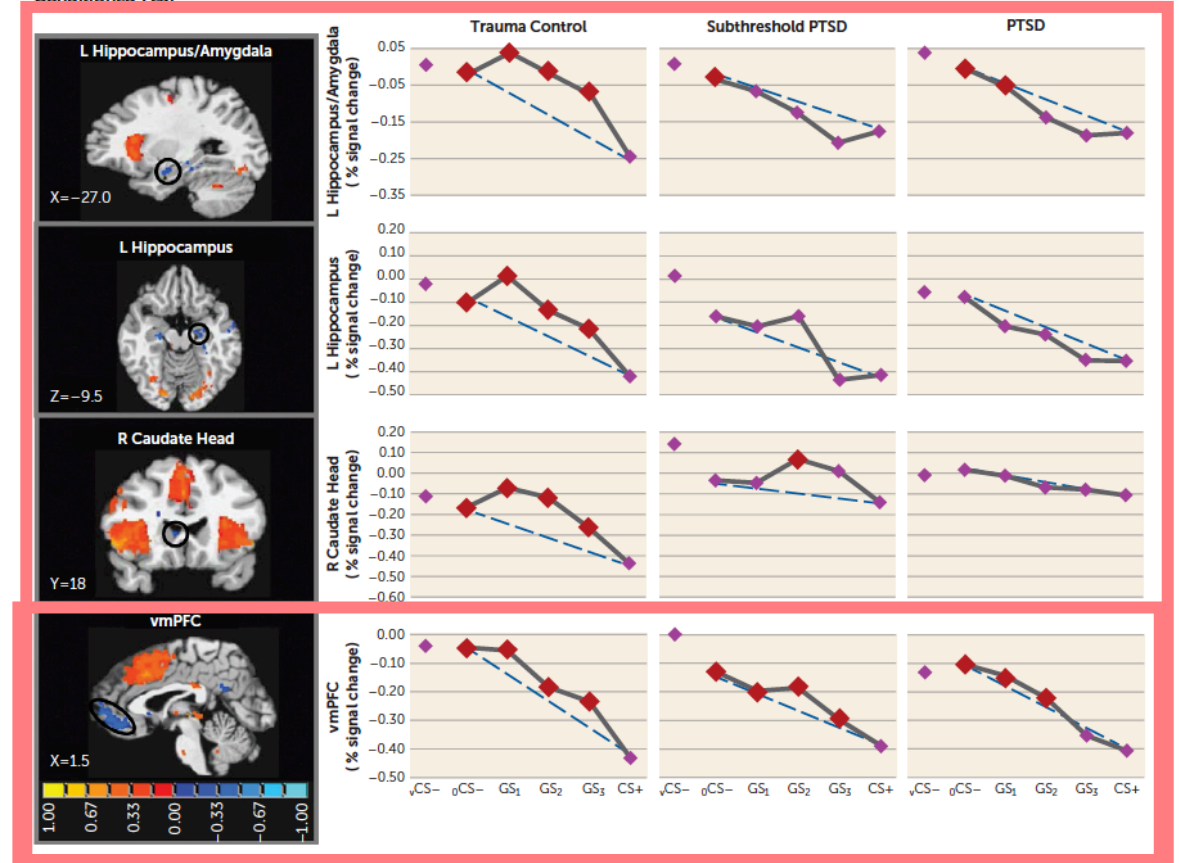 Trauma Control
Subthreshold PTSD
PTSD
L Hippocampus/Amygdala
X=−27.0
L Hippocampus/Amygdala
( % signal change)
0.05
−0.05
−0.15
−0.25
−0.35
L Hippocampus
Z=−9.5
L Hippocampus
( % signal change)
0.20
0.10
0.00
−0.10
−0.20
−0.30
−0.40
−0.50
R Caudate Head
Y=18
R Caudate Head
( % signal change)
0.20
0.10
0.00
−0.10
−0.20
−0.30
−0.40
−0.50
−0.60
vmPFC
X=1.5
1.00
0.67
0.33
0.00
−0.33
−0.67
−1.00
vmPFC
( % signal change)
0.00
−0.10
−0.20
−0.30
−0.40
−0.50
vCS− 0CS− GS1 GS2 GS3 CS+
vCS− 0CS− GS1 GS2 GS3 CS+
vCS− 0CS− GS1 GS2 GS3 CS+